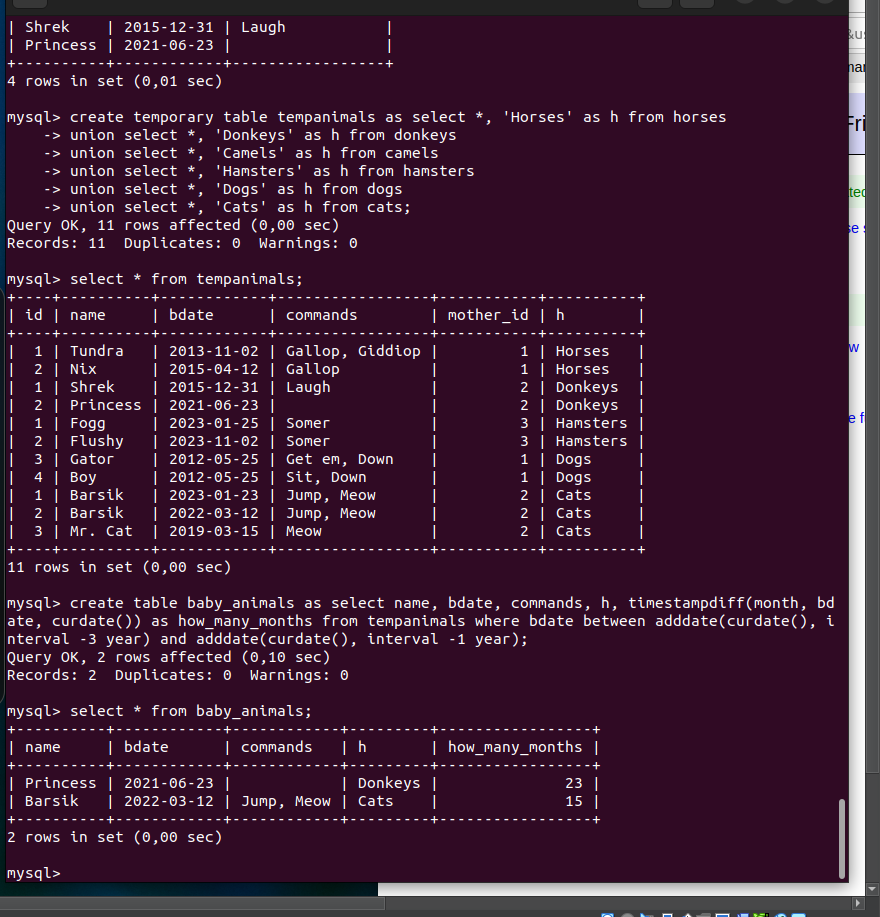 | Shrek    | 2015-12-31 | Laugh           |
| Princess | 2021-06-23 |                 |
+----------+------------+-----------------+
4 rows in set (0,01 sec)
mysql> create temporary table tempanimals as select *, 'Horses' as h from horses
    -> union select *, 'Donkeys' as h from donkeys
    -> union select *, 'Camels' as h from camels
    -> union select *, 'Hamsters' as h from hamsters
    -> union select *, 'Dogs' as h from dogs
    -> union select *, 'Cats' as h from cats;
Query OK, 11 rows affected (0,00 sec)
Records: 11  Duplicates: 0  Warnings: 0
mysql> select * from tempanimals;
+----+----------+------------+-----------------+-----------+----------+
| id | name     | bdate      | commands        | mother_id | h        |
+----+----------+------------+-----------------+-----------+----------+
|  1 | Tundra   | 2013-11-02 | Gallop, Giddiop |         1 | Horses   |
|  2 | Nix      | 2015-04-12 | Gallop          |         1 | Horses   |
|  1 | Shrek    | 2015-12-31 | Laugh           |         2 | Donkeys  |
|  2 | Princess | 2021-06-23 |                 |         2 | Donkeys  |
|  1 | Fogg     | 2023-01-25 | Somer           |         3 | Hamsters |
|  2 | Flushy   | 2023-11-02 | Somer           |         3 | Hamsters |
|  3 | Gator    | 2012-05-25 | Get em, Down    |         1 | Dogs     |
|  4 | Boy      | 2012-05-25 | Sit, Down       |         1 | Dogs     |
|  1 | Barsik   | 2023-01-23 | Jump, Meow      |         2 | Cats     |
|  2 | Barsik   | 2022-03-12 | Jump, Meow      |         2 | Cats     |
|  3 | Mr. Cat  | 2019-03-15 | Meow            |         2 | Cats     |
+----+----------+------------+-----------------+-----------+----------+
11 rows in set (0,00 sec)
mysql> create table baby_animals as select name, bdate, commands, h, timestampdiff(month, bd
ate, curdate()) as how_many_months from tempanimals where bdate between adddate(curdate(), i
nterval -3 year) and adddate(curdate(), interval -1 year);
Query OK, 2 rows affected (0,10 sec)
Records: 2  Duplicates: 0  Warnings: 0
mysql> select * from baby_animals;
+----------+------------+------------+---------+-----------------+
| name     | bdate      | commands   | h       | how_many_months |
+----------+------------+------------+---------+-----------------+
| Princess | 2021-06-23 |            | Donkeys |              23 |
| Barsik   | 2022-03-12 | Jump, Meow | Cats    |              15 |
+----------+------------+------------+---------+-----------------+
2 rows in set (0,00 sec)
mysql>